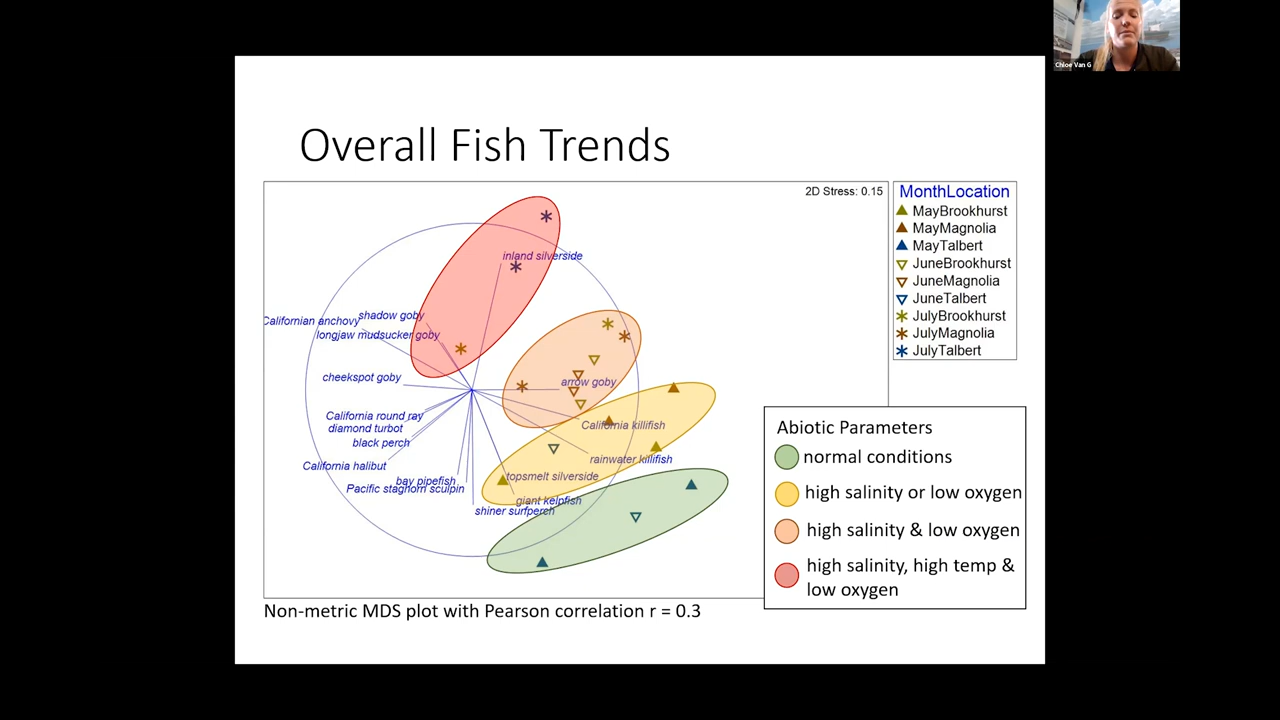 Chloe Van G
Overall Fish Trends
2D Stress: 0.15
MonthLocation
MayBrookhurst
MayMagnolia
MayTalbert
JuneBrookhurst
JuneMagnolia
JuneTalbert
JulyBrookhurst
JulyMagnolia
JulyTalbert
inland silverside
shadow goby
Californian anchovy
longjaw mudsucker goby
cheekspot goby
arrow goby
California round ray
diamond turbot
California killifish
black perch
rainwater killifish
California halibut
topsmelt silverside
bay pipefish
Pacific staghorn sculpin
giant kelpfish
shiner surfperch
Abiotic Parameters
normal conditions
high salinity or low oxygen
high salinity & low oxygen
high salinity, high temp &
low oxygen
Non-metric MDS plot with Pearson correlation r = 0.3